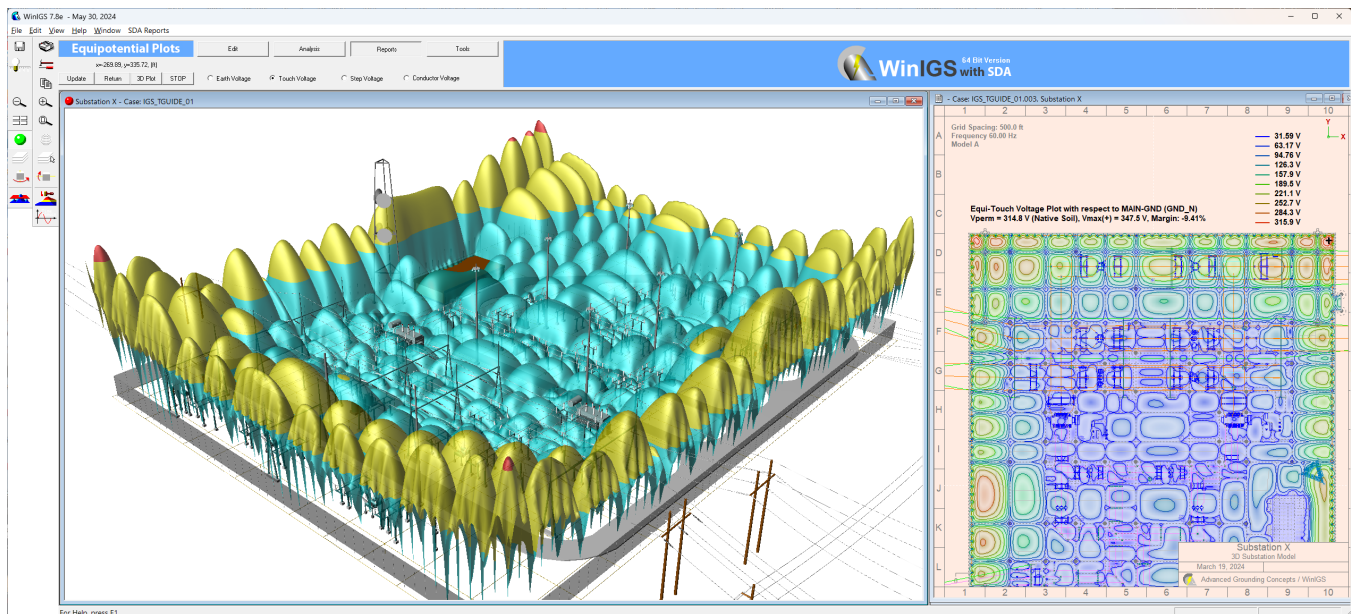 WinIGS 7.8e - May 30, 2024
File Edit View Help Window SDA Reports
Equipotential Plots
Edit Analysis Reports Tools
x=-269.89, y=335.72, (ft)
Update Return 3D Plot STOP Earth Voltage Touch Voltage Step Voltage Conductor Voltage
WinIGS 64 Bit Version with SDA
Substation X - Case: IGS_TGUIDE_01
- Case: IGS_TGUIDE_01.003. Substation X
1 2 3 4 5 6 7 8 9 10
A
B
C
D
E
F
G
H
I
J
K
L
Grid Spacing: 500.0 ft
Frequency 60.00 Hz
Model A
Y
X
31.59 V
63.17 V
94.76 V
126.3 V
157.9 V
189.5 V
221.1 V
252.7 V
284.3 V
315.9 V
Equi-Touch Voltage Plot with respect to MAIN-GND (GND_N)
Vperm = 314.8 V (Native Soil), Vmax(+) = 347.5 V, Margin: -9.41%
Substation X
3D Substation Model
March 19, 2024
Advanced Grounding Concepts / WinIGS
1 2 3 4 5 6 7 8 9 10
For Help, press F1